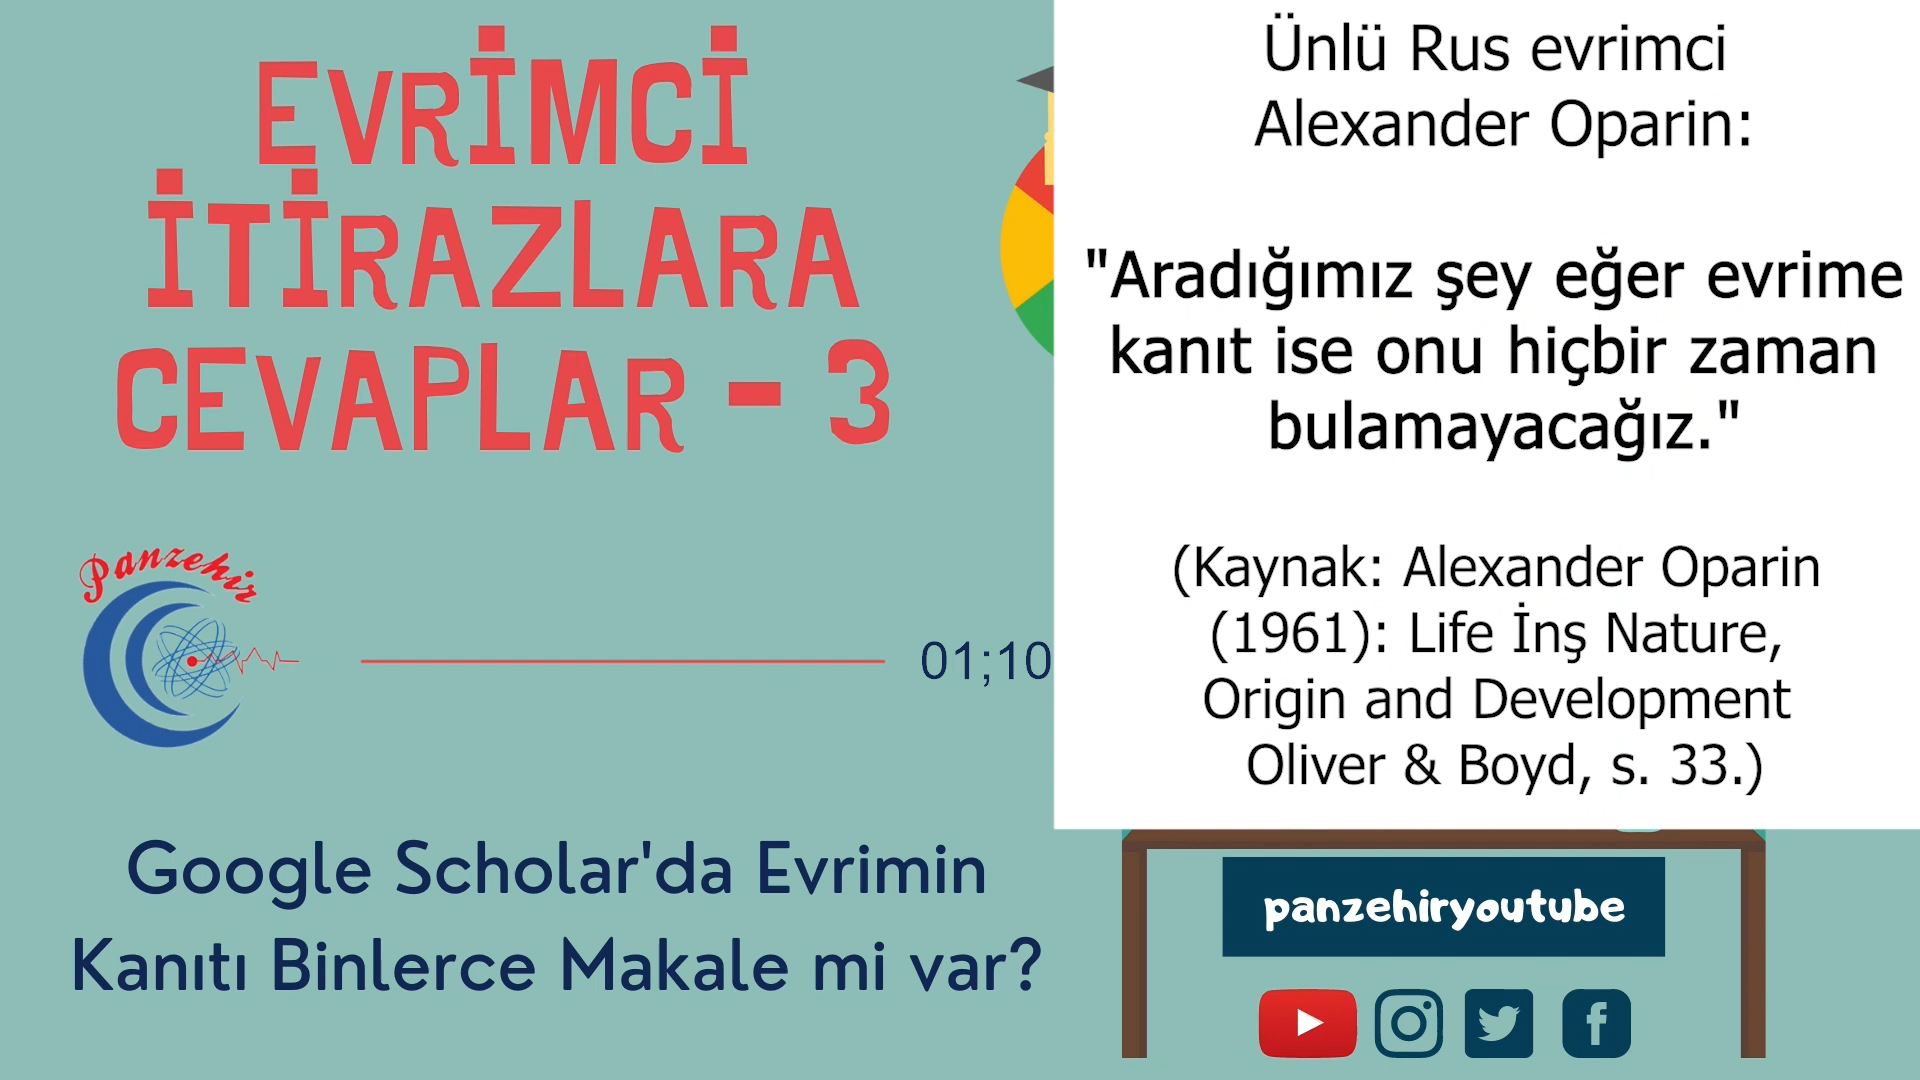 EVRİMCİ
İTİRAZLARA
CEVAPLAR - 3
Panzehir
01;10
Google Scholar'da Evrimin
Kanıtı Binlerce Makale mi var?
Ünlü Rus evrimci
Alexander Oparin:
"Aradığımız şey eğer evrime
kanıt ise onu hiçbir zaman
bulamayacağız."
(Kaynak: Alexander Oparin
(1961): Life İnş Nature,
Origin and Development
Oliver & Boyd, s. 33.)
panzehiryoutube